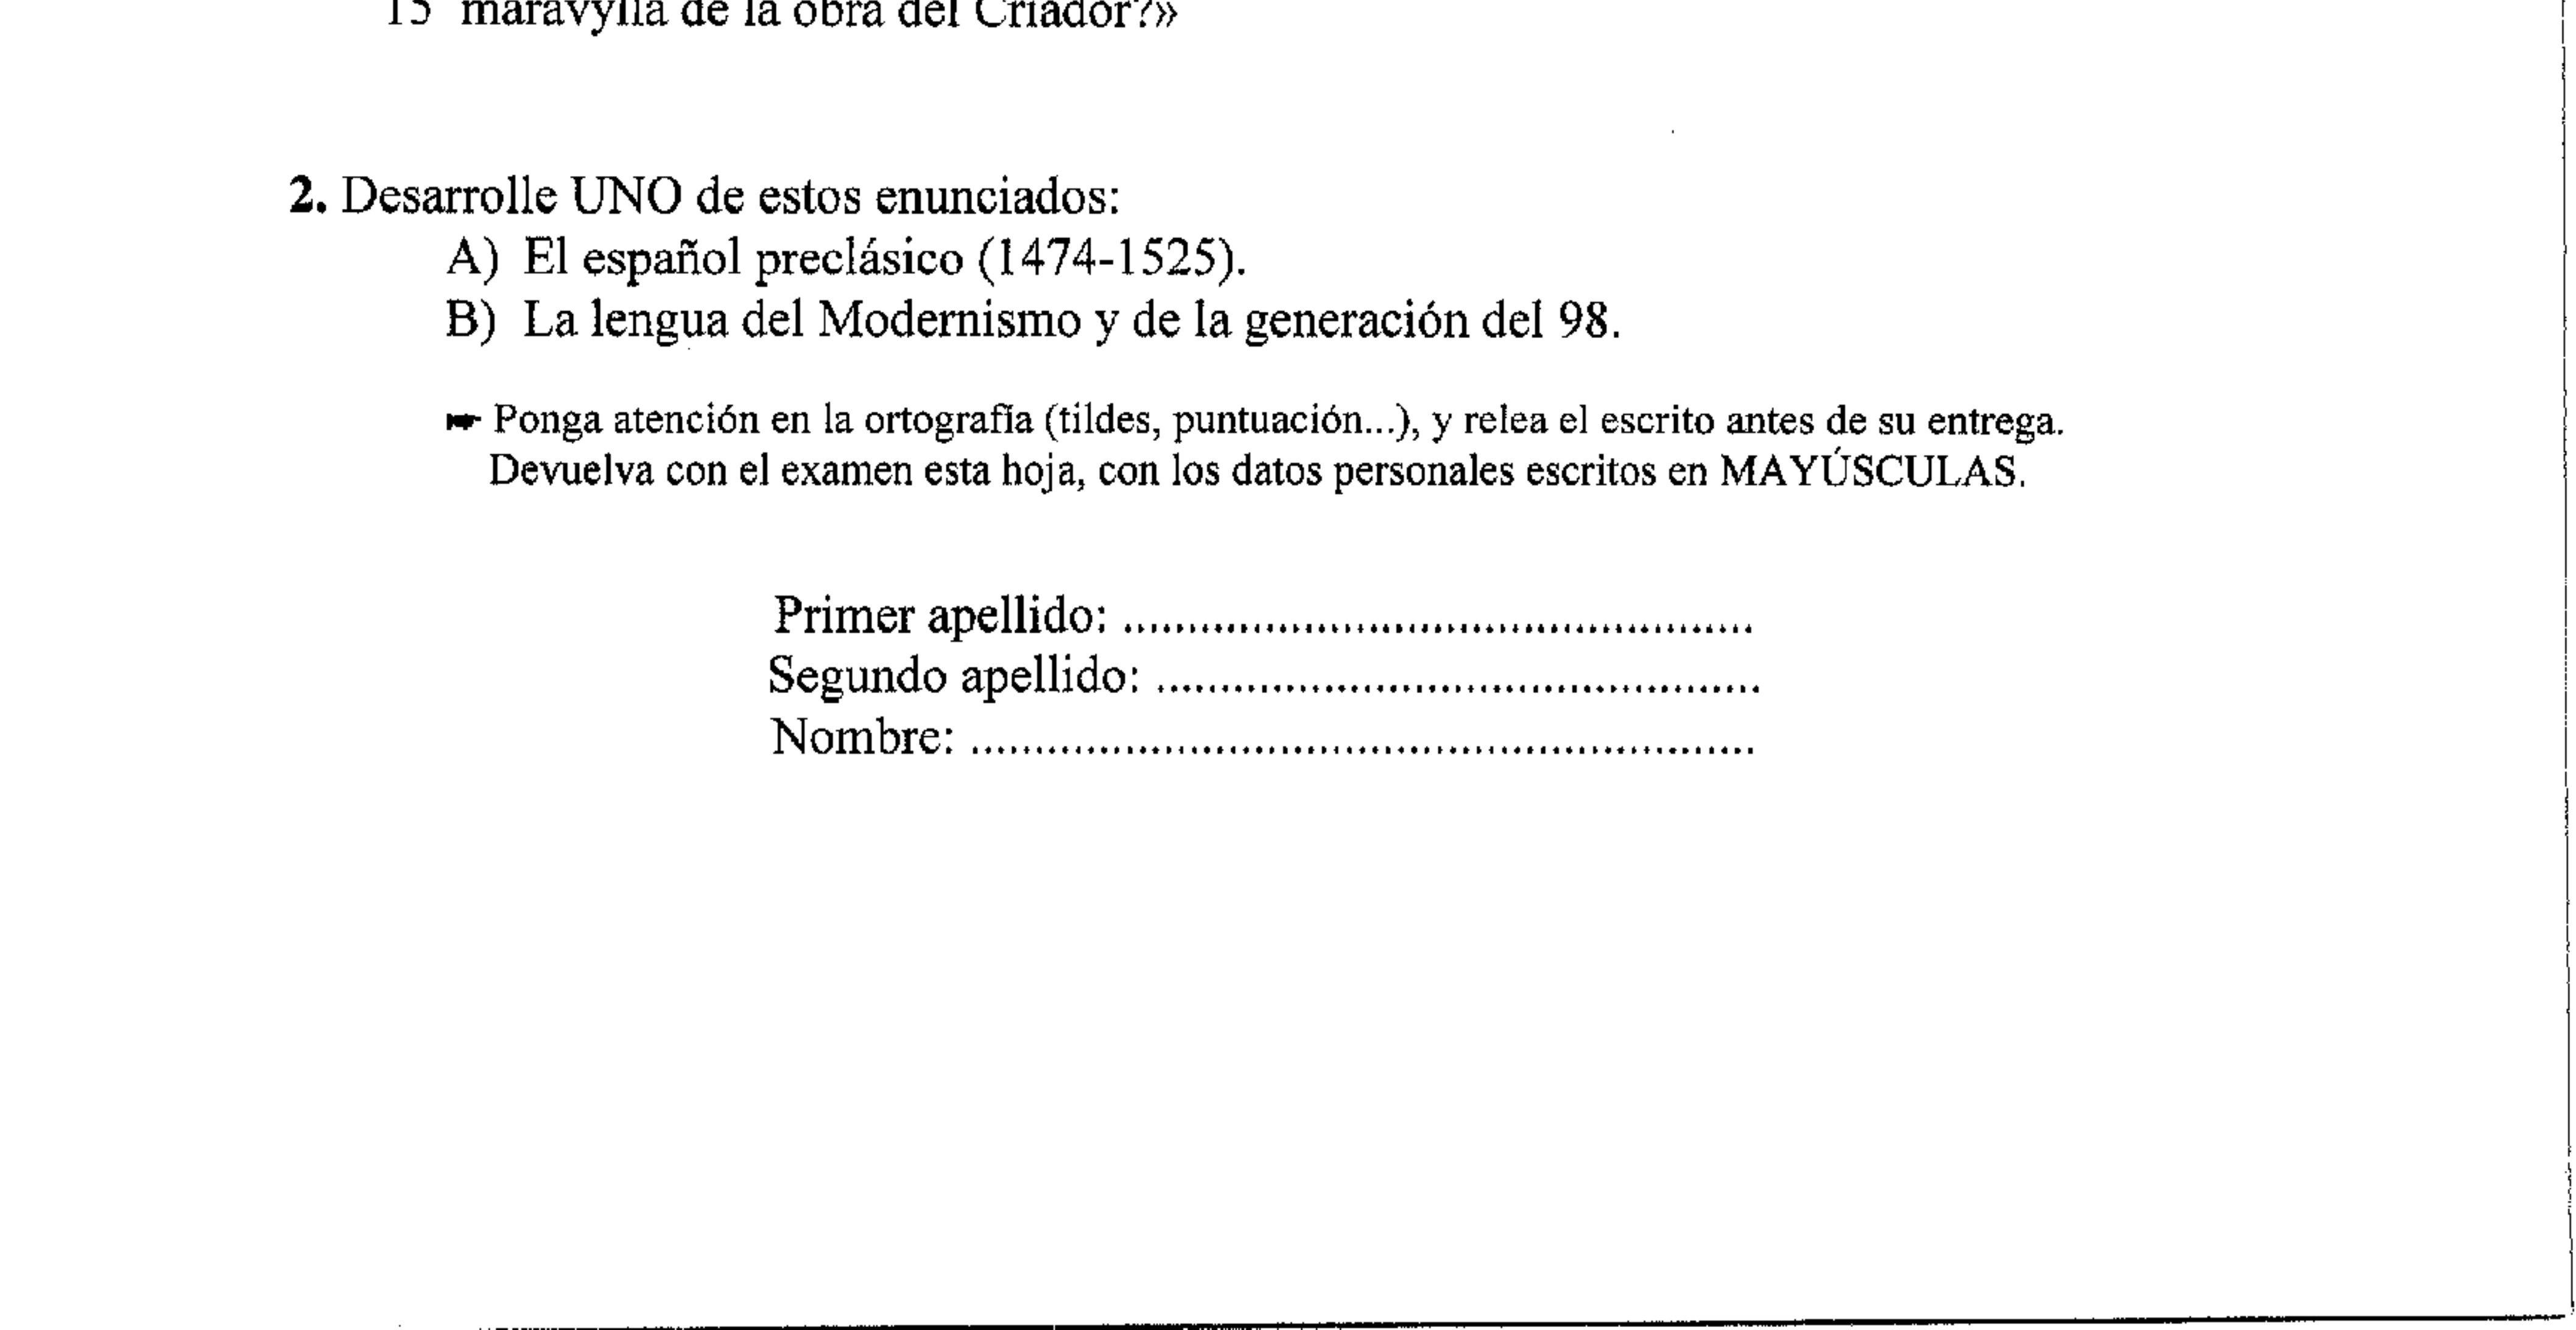 15 maravylla de la obra del Criador?»
2. Desarrolle UNO de estos enunciados:
A) El español preclásico (1474-1525).
B) La lengua del Modernismo y de la generación del 98.
Ponga atención en la ortografía (tildes, puntuación...), y relea el escrito antes de su entrega.
Devuelva con el examen esta hoja, con los datos personales escritos en MAYÚSCULAS.
Primer apellido: ................................................
Segundo apellido: ..............................................
Nombre: ............................................................